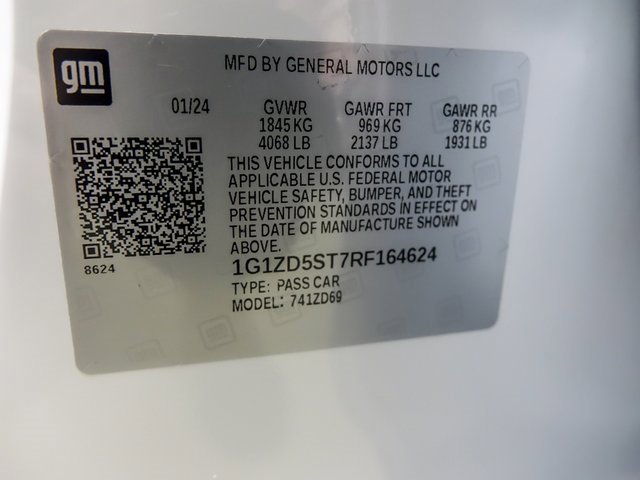 gm
MFD BY GENERAL MOTORS LLC
01/24 GVWR GAWR FRT GAWR RR
1845 KG 969 KG 876 KG
4068 LB 2137 LB 1931 LB
THIS VEHICLE CONFORMS TO ALL
APPLICABLE U.S. FEDERAL MOTOR
VEHICLE SAFETY, BUMPER, AND THEFT
PREVENTION STANDARDS IN EFFECT ON
THE DATE OF MANUFACTURE SHOWN
ABOVE.
8624
1G1ZD5ST7RF164624
TYPE: PASS CAR
MODEL: 741ZD69